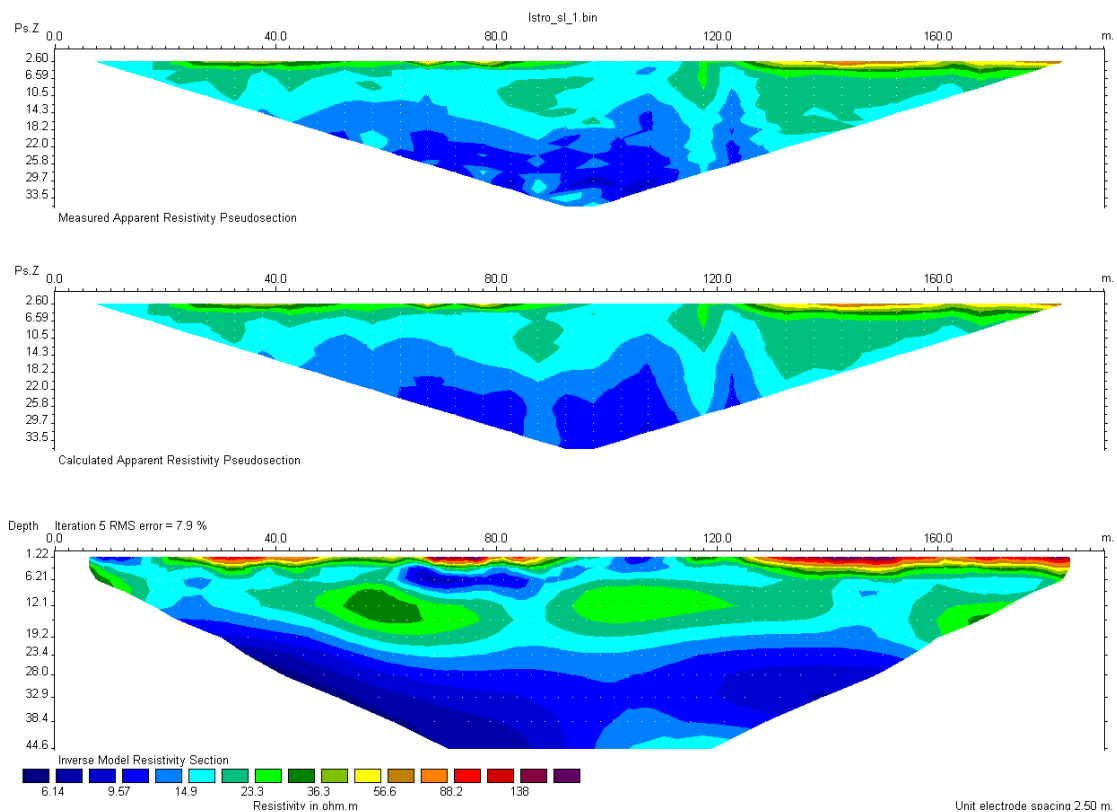 Istro_sl_1.bin
Ps.Z 0.0 40.0 80.0 120.0 160.0 m.
2.60
6.59
10.5
14.3
18.2
22.0
25.8
29.7
33.5
Measured Apparent Resistivity Pseudosection
Ps.Z 0.0 40.0 80.0 120.0 160.0 m.
2.60
6.59
10.5
14.3
18.2
22.0
25.8
29.7
33.5
Calculated Apparent Resistivity Pseudosection
Depth Iteration 5 RMS error = 7.9 %
0.0 40.0 80.0 120.0 160.0 m.
1.22
6.21
12.1
19.2
23.4
28.0
32.9
38.4
44.6
Inverse Model Resistivity Section
6.14 9.57 14.9 23.3 36.3 56.6 88.2 138
Resistivity in ohm.m
Unit electrode spacing 2.50 m.